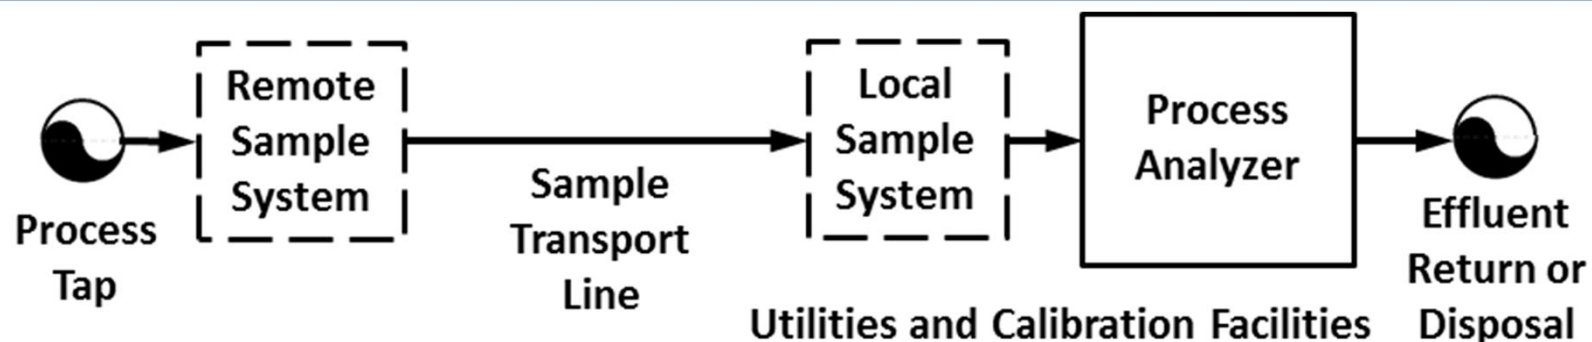 Process
Tap
Remote
Sample
System
Sample
Transport
Line
Local
Sample
System
Process
Analyzer
Utilities and Calibration Facilities
Effluent
Return or
Disposal